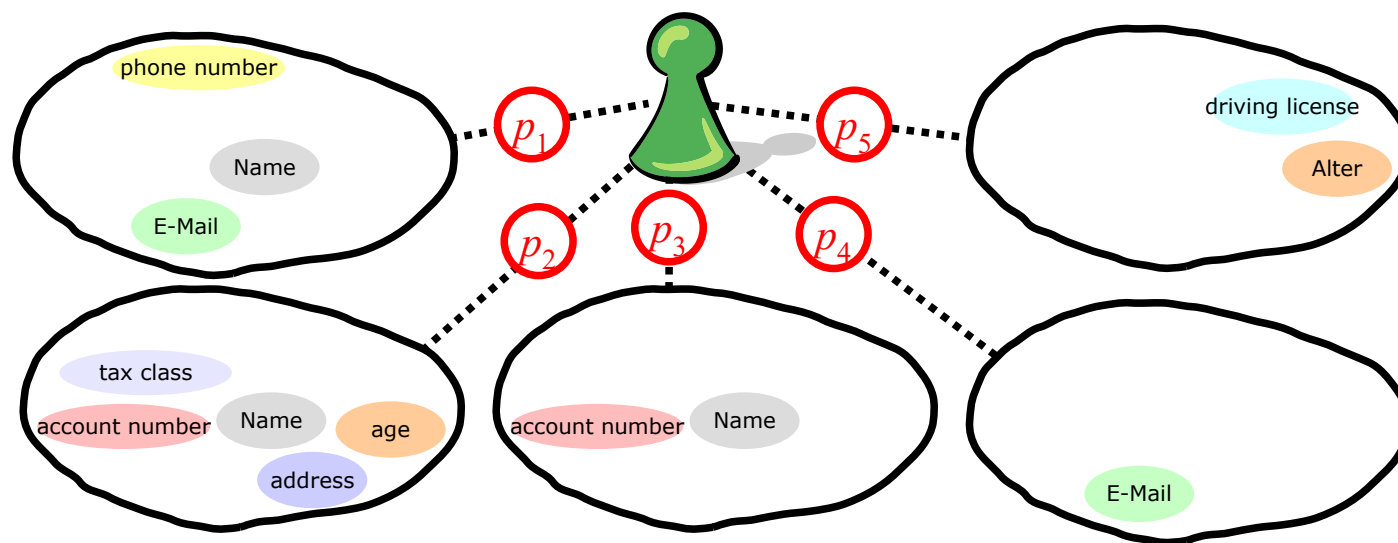 phone number
Name
E-Mail
p1
p2
p3
p4
p5
driving license
Alter
tax class
account number
Name
age
address
account number
Name
E-Mail